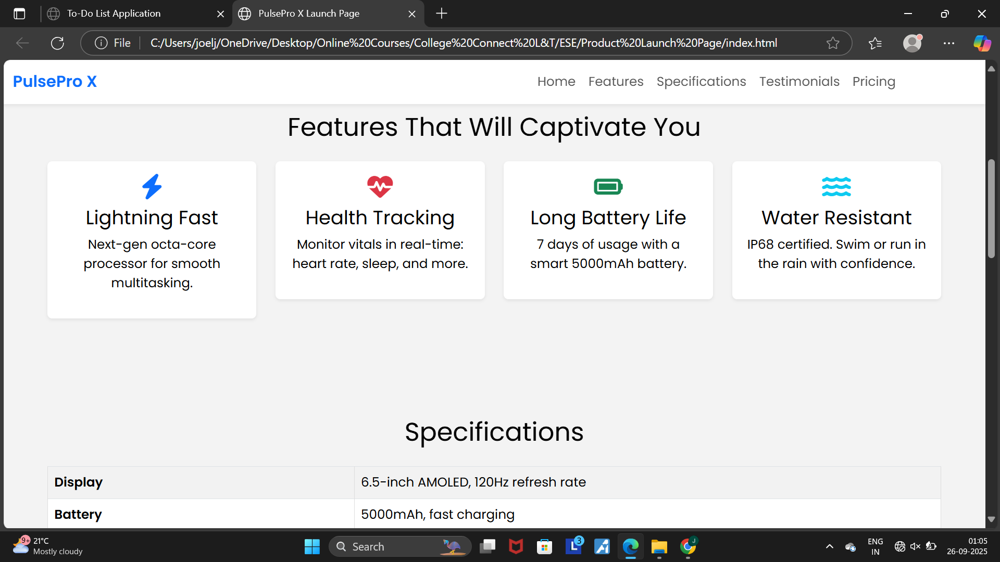 To-Do List Application
PulsePro X Launch Page
File
C:/Users/joelj/OneDrive/Desktop/Online%20Courses/College%20Connect%20L&T/ESE/Product%20Launch%20Page/index.html
PulsePro X
Home Features Specifications Testimonials Pricing
Features That Will Captivate You
Lightning Fast
Next-gen octa-core
processor for smooth
multitasking.
Health Tracking
Monitor vitals in real-time:
heart rate, sleep, and more.
Long Battery Life
7 days of usage with a
smart 5000mAh battery.
Water Resistant
IP68 certified. Swim or run in
the rain with confidence.
Specifications
Display 6.5-inch AMOLED, 120Hz refresh rate
Battery 5000mAh, fast charging
9+
21°C
Mostly cloudy
Search
L
3
J
ENG
IN
01:05
26-09-2025